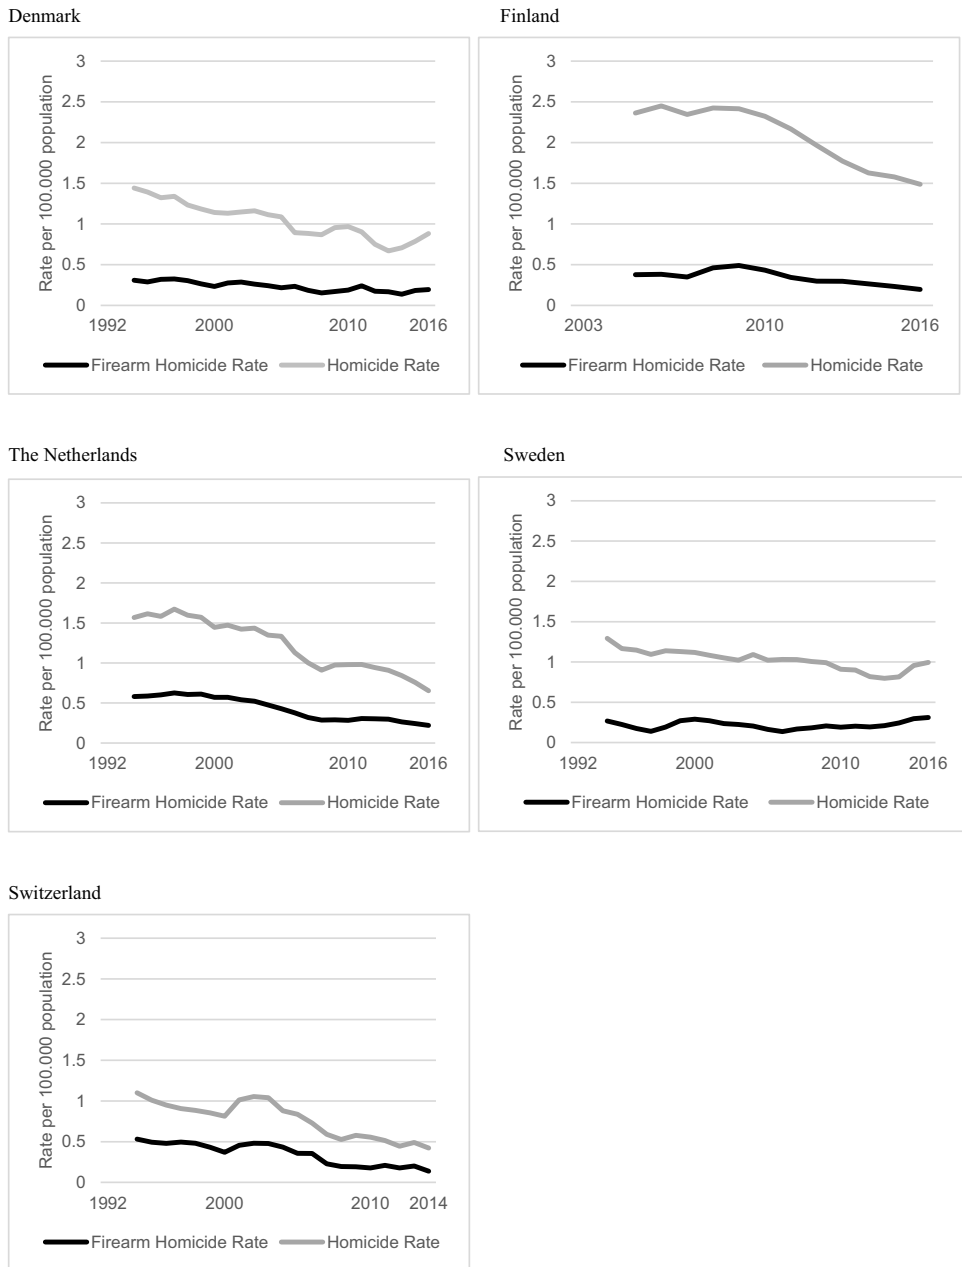 Denmark
3
2.5
2
1.5
1
0.5
0
Rate per 100.000 population
1992 2000 2010 2016
Firearm Homicide Rate Homicide Rate
Finland
3
2.5
2
1.5
1
0.5
0
Rate per 100.000 population
2003 2010 2016
Firearm Homicide Rate Homicide Rate
The Netherlands
3
2.5
2
1.5
1
0.5
0
Rate per 100.000 population
1992 2000 2010 2016
Firearm Homicide Rate Homicide Rate
Sweden
3
2.5
2
1.5
1
0.5
0
Rate per 100.000 population
1992 2000 2010 2016
Firearm Homicide Rate Homicide Rate
Switzerland
3
2.5
2
1.5
1
0.5
0
Rate per 100.000 population
1992 2000 2010 2014
Firearm Homicide Rate Homicide Rate